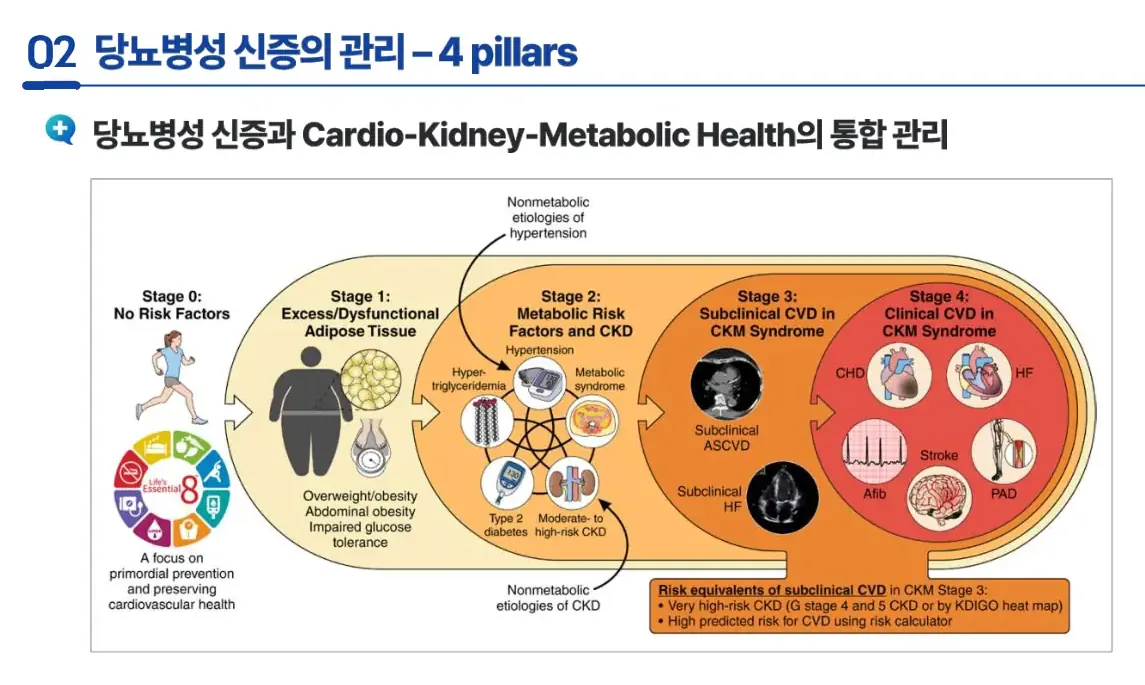 02 당뇨병성 신증의 관리 – 4 pillars
당뇨병성 신증과 Cardio-Kidney-Metabolic Health의 통합 관리
Nonmetabolic
etiologies of
hypertension
Stage 0:
No Risk Factors
Life's
Essential 8
A focus on
primordial prevention
and preserving
cardiovascular health
Stage 1:
Excess/Dysfunctional
Adipose Tissue
Overweight/obesity
Abdominal obesity
Impaired glucose
tolerance
Stage 2:
Metabolic Risk
Factors and CKD
Hypertension
Hyper-
triglyceridemia
Metabolic
syndrome
Type 2
diabetes
Moderate- to
high-risk CKD
Nonmetabolic
etiologies of CKD
Stage 3:
Subclinical CVD in
CKM Syndrome
Subclinical
ASCVD
Subclinical
HF
Stage 4:
Clinical CVD in
CKM Syndrome
CHD
HF
Afib
Stroke
PAD
Risk equivalents of subclinical CVD in CKM Stage 3:
• Very high-risk CKD (G stage 4 and 5 CKD or by KDIGO heat map)
• High predicted risk for CVD using risk calculator